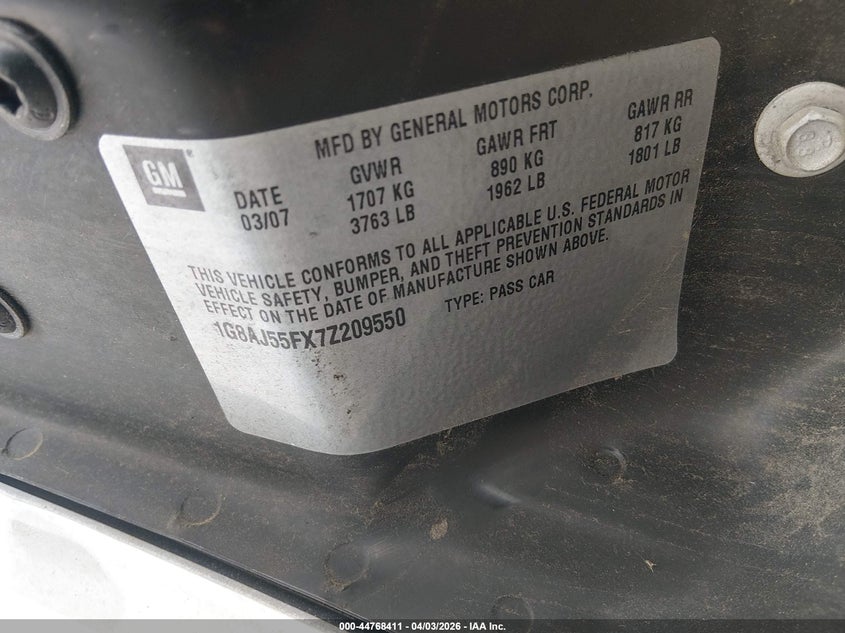 GM®
MFD BY GENERAL MOTORS CORP.
DATE GVWR GAWR FRT GAWR RR
03/07 1707 KG 890 KG 817 KG
3763 LB 1962 LB 1801 LB
THIS VEHICLE CONFORMS TO ALL APPLICABLE U.S. FEDERAL MOTOR
VEHICLE SAFETY, BUMPER, AND THEFT PREVENTION STANDARDS IN
EFFECT ON THE DATE OF MANUFACTURE SHOWN ABOVE.
1G8AJ55FX7Z209550 TYPE: PASS CAR
000-44768411 - 04/03/2026 - IAA Inc.